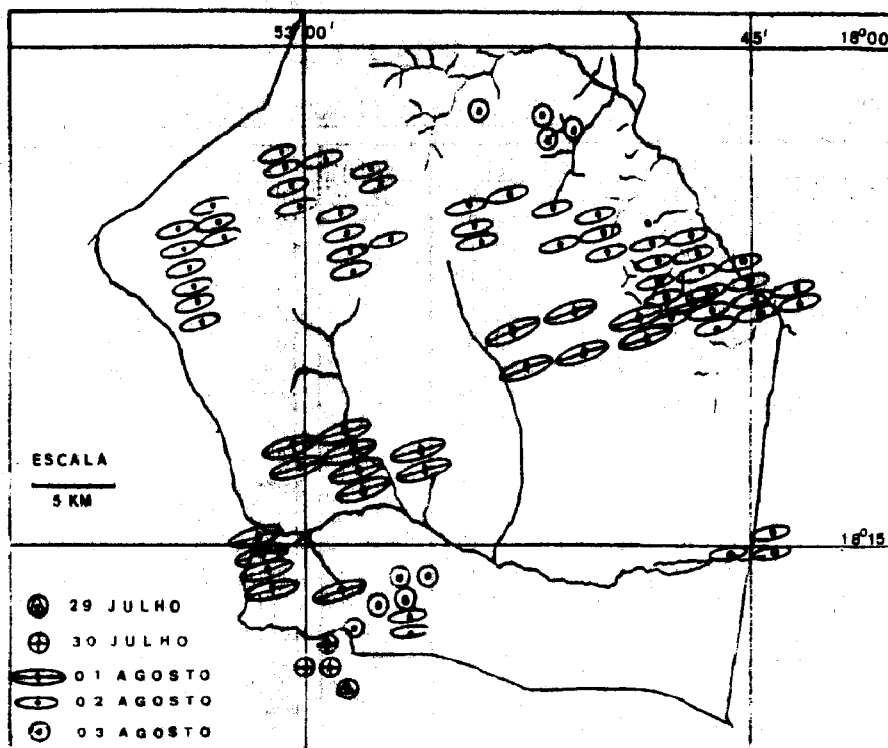 53°00'
45'
18°00
ESCALA
5 KM
18°15
29 JULHO
30 JULHO
01 AGOSTO
02 AGOSTO
03 AGOSTO